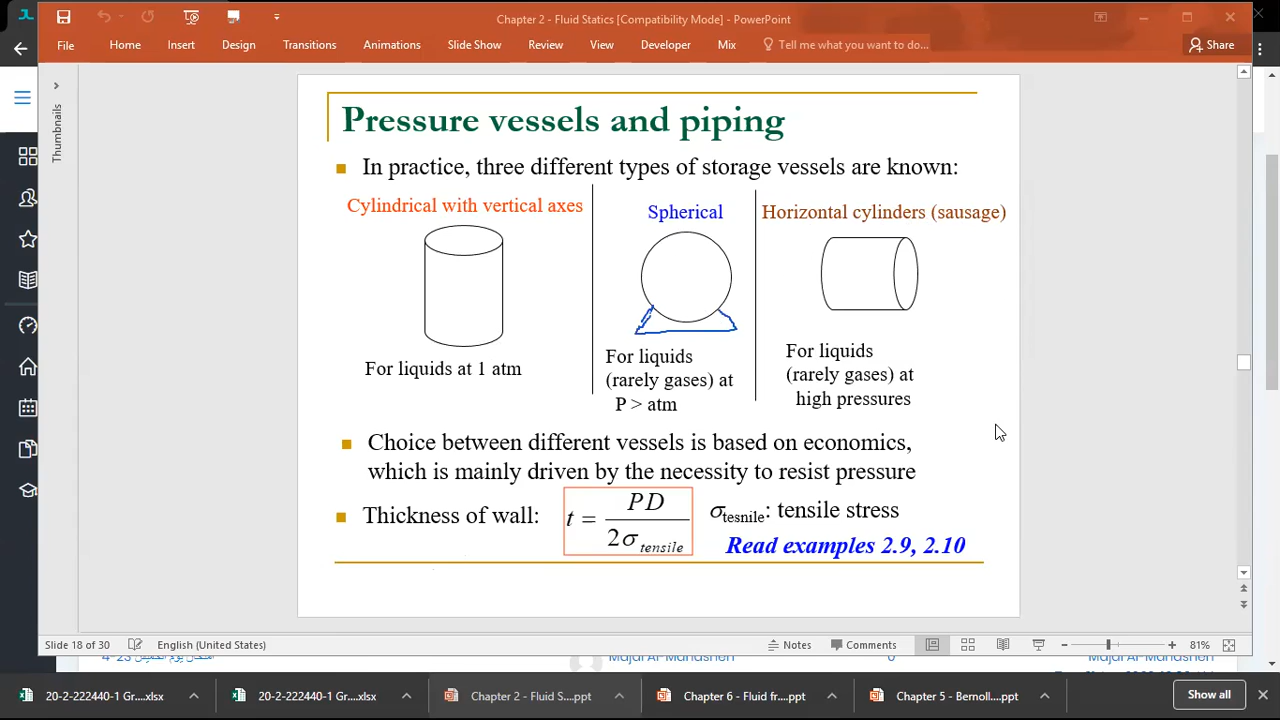 Chapter 2 - Fluid Statics [Compatibility Mode] - PowerPoint
File Home Insert Design Transitions Animations Slide Show Review View Developer Mix Tell me what you want to do... Share
Thumbnails
Pressure vessels and piping
In practice, three different types of storage vessels are known:
Cylindrical with vertical axes
Spherical
Horizontal cylinders (sausage)
For liquids at 1 atm
For liquids
(rarely gases) at
P > atm
For liquids
(rarely gases) at
high pressures
Choice between different vessels is based on economics,
which is mainly driven by the necessity to resist pressure
Thickness of wall:
t = PD / 2σtensile
σtesnile: tensile stress
Read examples 2.9, 2.10
Slide 18 of 30 English (United States) Notes Comments 81%
20-2-222440-1 Gr....xlsx
20-2-222440-1 Gr....xlsx
Chapter 2 - Fluid S....ppt
Chapter 6 - Fluid fr....ppt
Chapter 5 - Bernoll....ppt
Show all